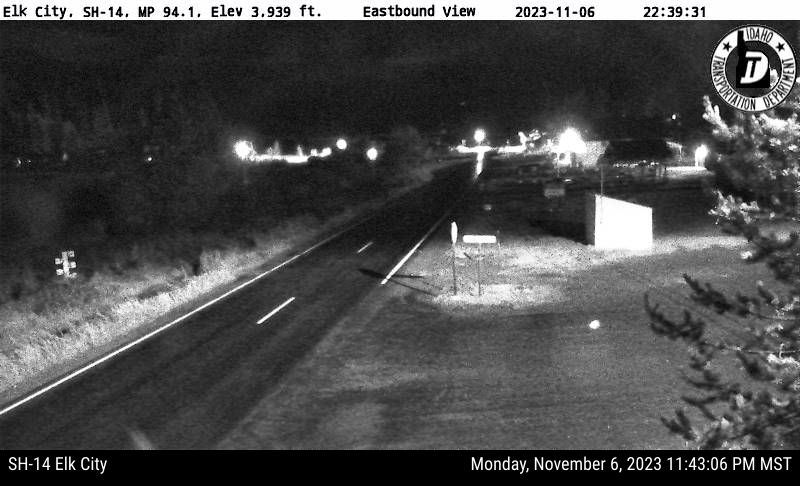 Elk City, SH-14, MP 94.1, Elev 3,939 ft. Eastbound View 2023-11-06 22:39:31
IDAHO
TRANSPORTATION DEPARTMENT
SH-14 Elk City Monday, November 6, 2023 11:43:06 PM MST